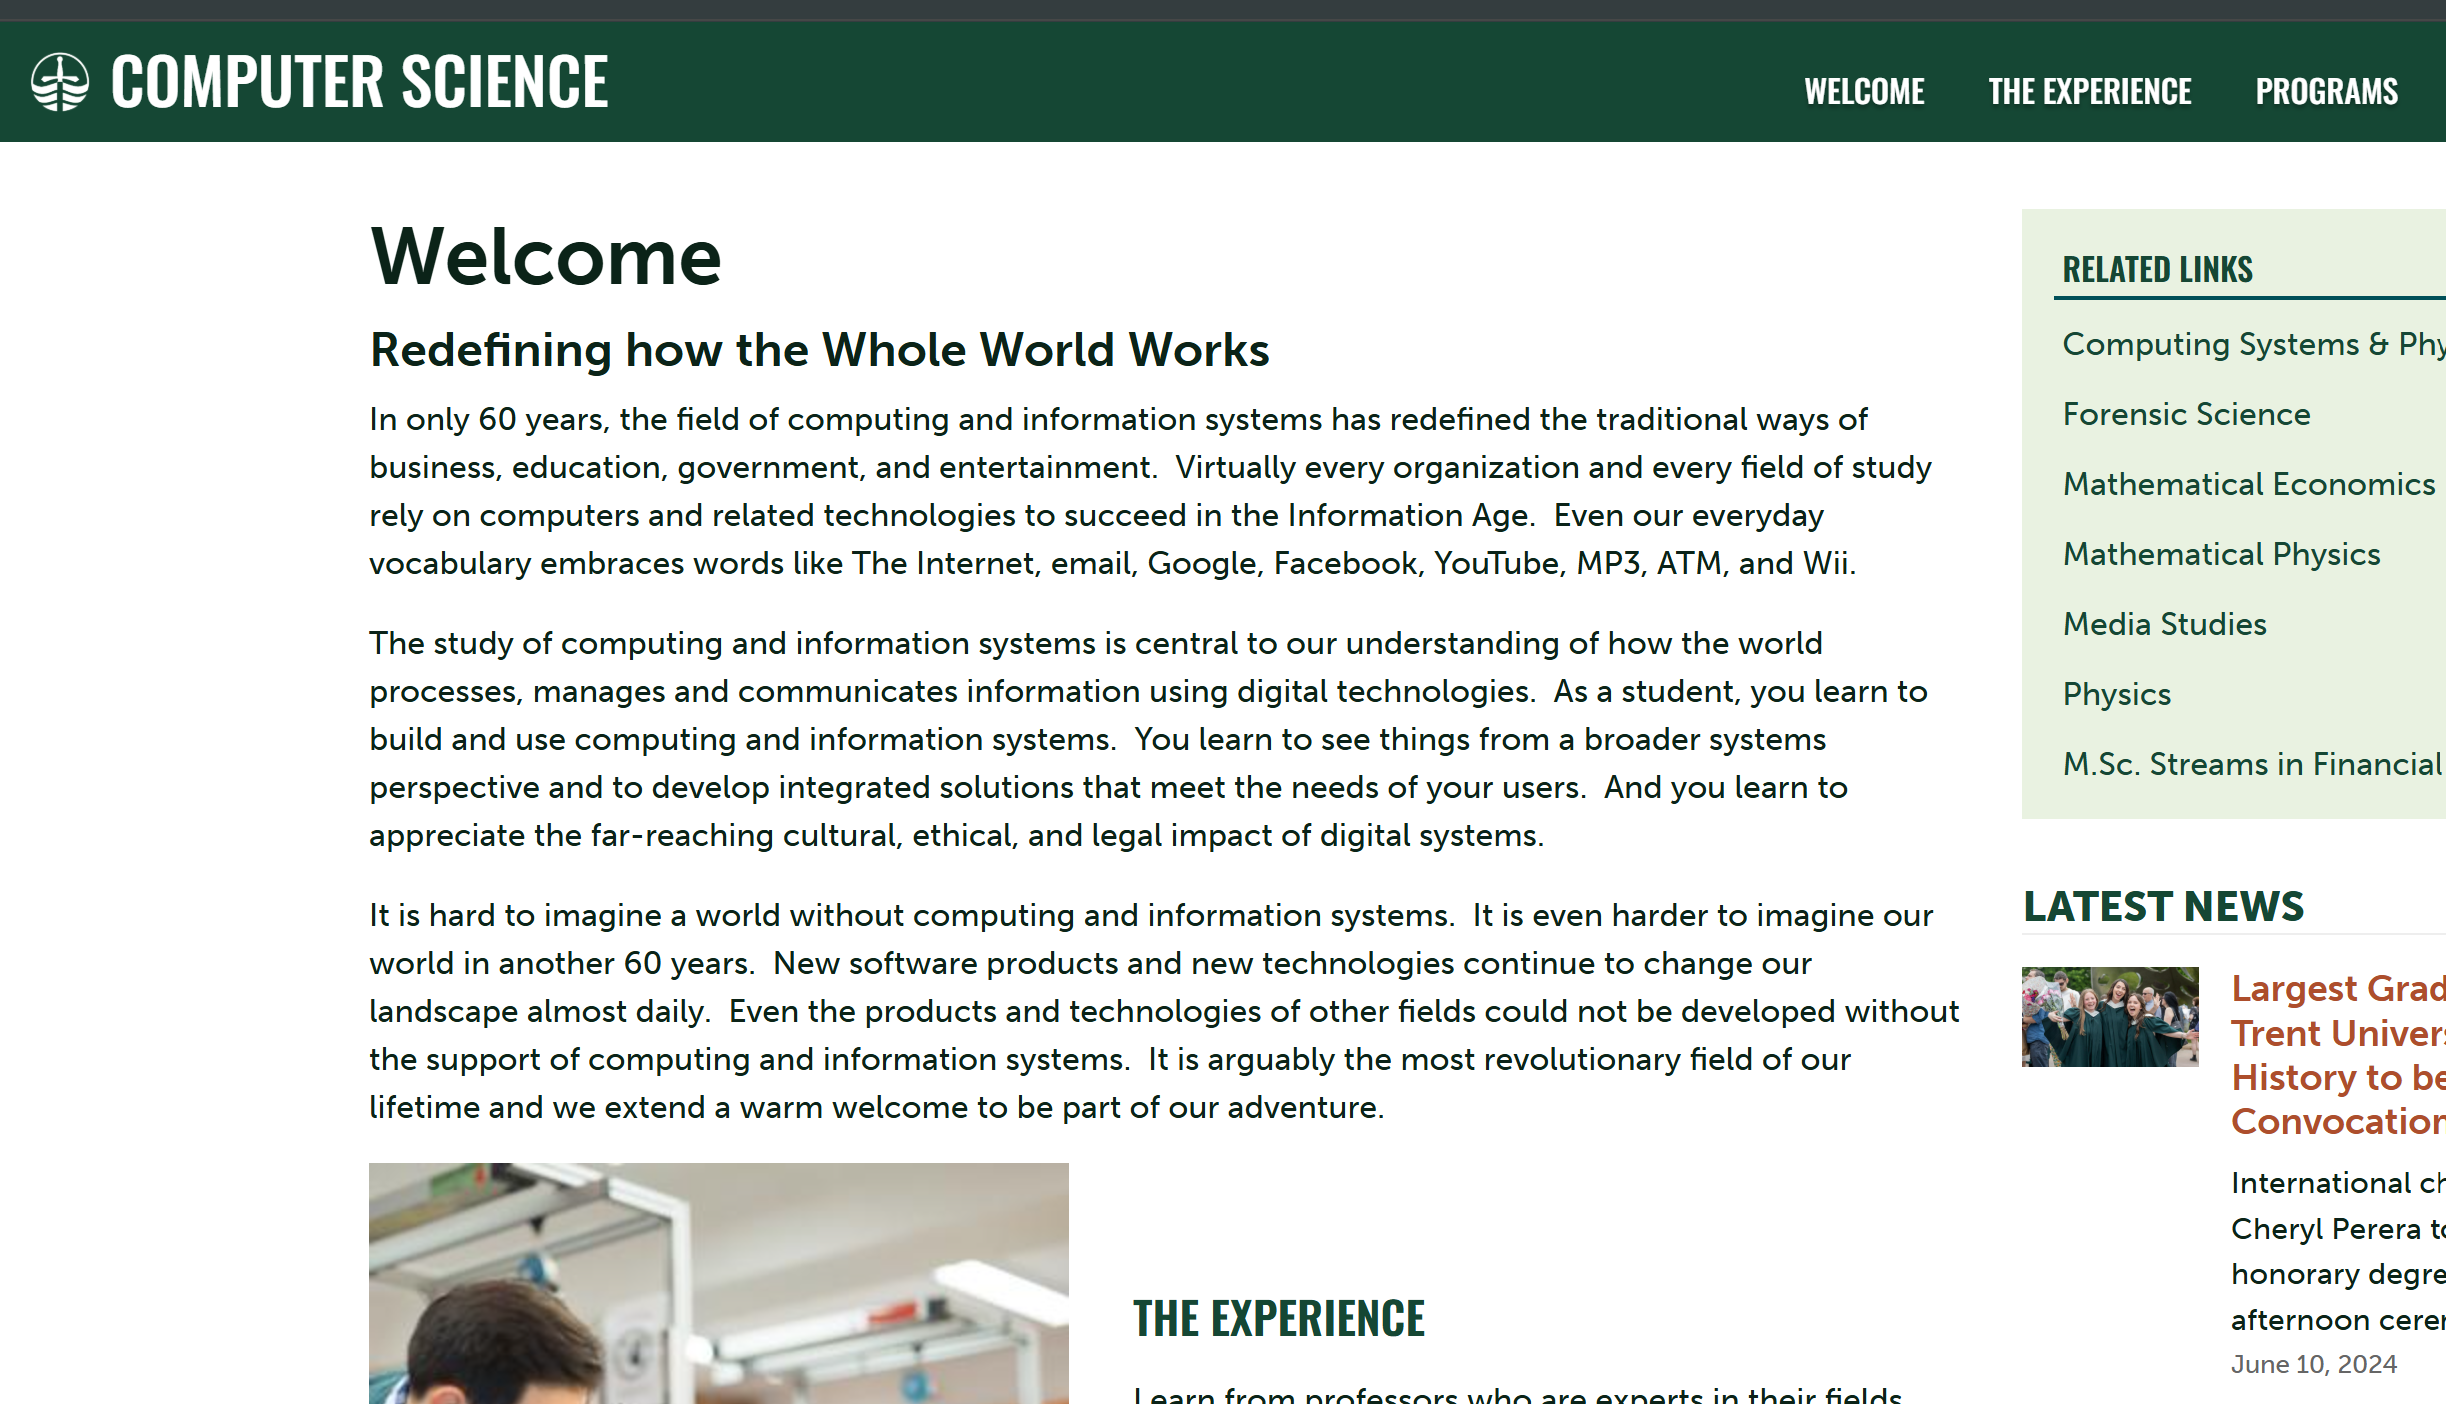 COMPUTER SCIENCE
WELCOME
THE EXPERIENCE
PROGRAMS
Welcome
Redefining how the Whole World Works
In only 60 years, the field of computing and information systems has redefined the traditional ways of
business, education, government, and entertainment.  Virtually every organization and every field of study
rely on computers and related technologies to succeed in the Information Age.  Even our everyday
vocabulary embraces words like The Internet, email, Google, Facebook, YouTube, MP3, ATM, and Wii.
The study of computing and information systems is central to our understanding of how the world
processes, manages and communicates information using digital technologies.  As a student, you learn to
build and use computing and information systems.  You learn to see things from a broader systems
perspective and to develop integrated solutions that meet the needs of your users.  And you learn to
appreciate the far-reaching cultural, ethical, and legal impact of digital systems.
It is hard to imagine a world without computing and information systems.  It is even harder to imagine our
world in another 60 years.  New software products and new technologies continue to change our
landscape almost daily.  Even the products and technologies of other fields could not be developed without
the support of computing and information systems.  It is arguably the most revolutionary field of our
lifetime and we extend a warm welcome to be part of our adventure.
THE EXPERIENCE
Learn from professors who are experts in their fields
RELATED LINKS
Computing Systems & Phy
Forensic Science
Mathematical Economics
Mathematical Physics
Media Studies
Physics
M.Sc. Streams in Financial
LATEST NEWS
Largest Grad
Trent Univers
History to be
Convocation
International ch
Cheryl Perera to
honorary degre
afternoon cerer
June 10, 2024